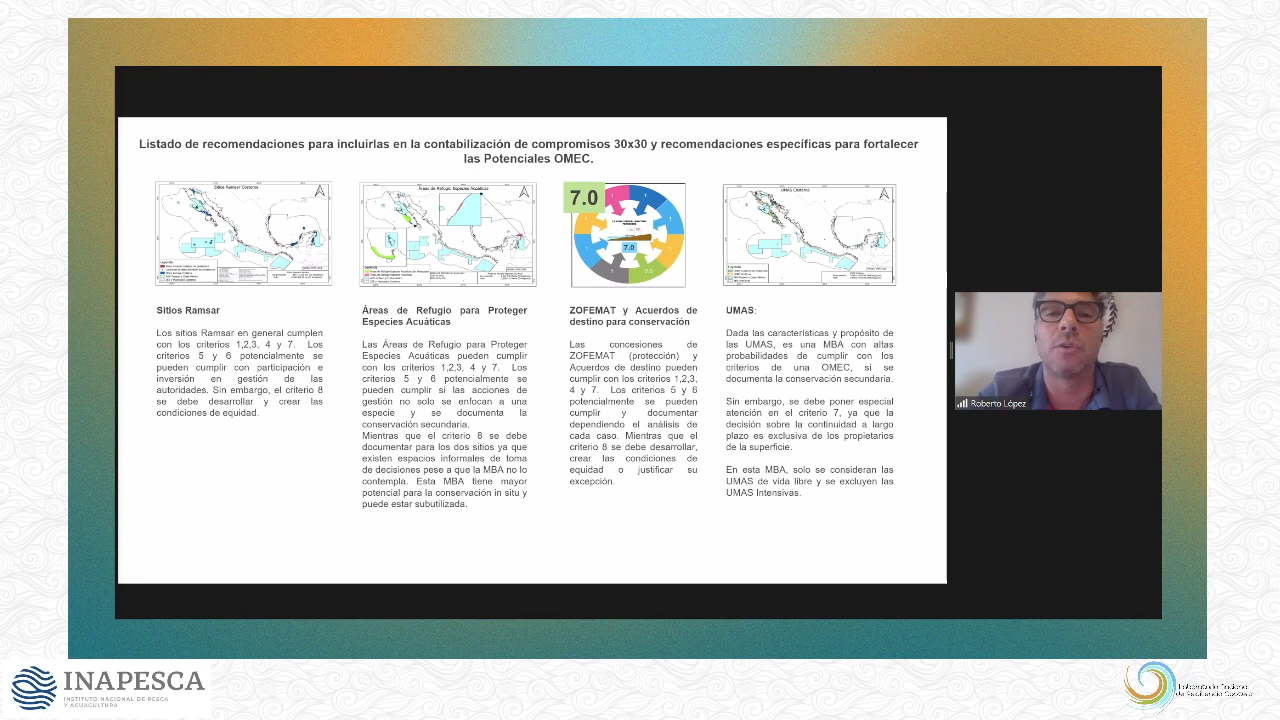 Listado de recomendaciones para incluirlas en la contabilización de compromisos 30x30 y recomendaciones específicas para fortalecer
las Potenciales OMEC.
Sitios Ramsar Costeros
Áreas de Refugio Especies Acuáticas
7.0
7.0
UMAS Costeras
Sitios Ramsar
Los sitios Ramsar en general cumplen
con los criterios 1,2,3, 4 y 7. Los
criterios 5 y 6 potencialmente se
pueden cumplir con participación e
inversión en gestión de las
autoridades. Sin embargo, el criterio 8
se debe desarrollar y crear las
condiciones de equidad.
Áreas de Refugio para Proteger
Especies Acuáticas
Las Áreas de Refugio para Proteger
Especies Acuáticas pueden cumplir
con los criterios 1,2,3, 4 y 7. Los
criterios 5 y 6 potencialmente se
pueden cumplir si las acciones de
gestión no solo se enfocan a una
especie y se documenta la
conservación secundaria.
Mientras que el criterio 8 se debe
documentar para los dos sitios ya que
existen espacios informales de toma
de decisiones pese a que la MBA no lo
contempla. Esta MBA tiene mayor
potencial para la conservación in situ y
puede estar subutilizada.
ZOFEMAT y Acuerdos de
destino para conservación
Las concesiones de
ZOFEMAT (protección) y
Acuerdos de destino pueden
cumplir con los criterios 1,2,3,
4 y 7. Los criterios 5 y 6
potencialmente se pueden
cumplir y documentar
dependiendo el análisis de
cada caso. Mientras que el
criterio 8 se debe desarrollar,
crear las condiciones de
equidad o justificar su
excepción.
UMAS:
Dada las características y propósito de
las UMAS, es una MBA con altas
probabilidades de cumplir con los
criterios de una OMEC, si se
documenta la conservación secundaria.
Sin embargo, se debe poner especial
atención en el criterio 7, ya que la
decisión sobre la continuidad a largo
plazo es exclusiva de los propietarios
de la superficie.
En esta MBA, solo se consideran las
UMAS de vida libre y se excluyen las
UMAS Intensivas.
Roberto López
INAPESCA
INSTITUTO NACIONAL DE PESCA
Y ACUACULTURA